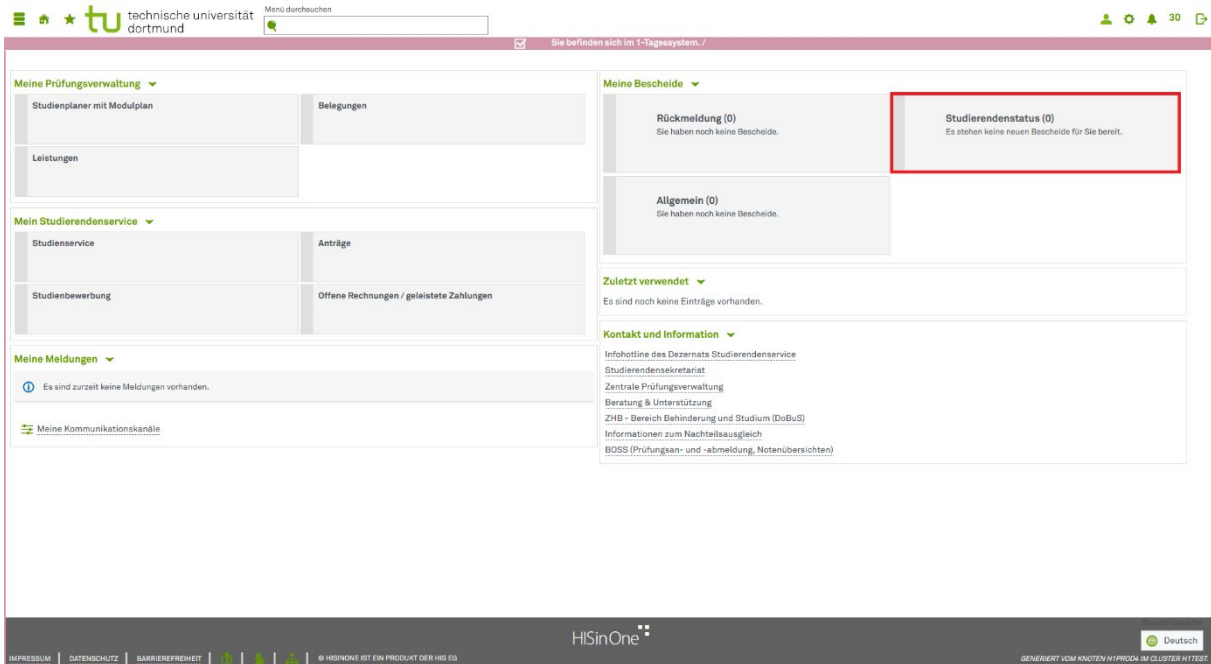 technische universität
dortmund
Menü durchsuchen
30
Sie befinden sich im 1-Tagessystem. /
Meine Prüfungsverwaltung
Studienplaner mit Modulplan
Belegungen
Leistungen
Mein Studierendenservice
Studienservice
Anträge
Studienbewerbung
Offene Rechnungen / geleistete Zahlungen
Meine Meldungen
Es sind zurzeit keine Meldungen vorhanden.
Meine Kommunikationskanäle
Meine Bescheide
Rückmeldung (0)
Sie haben noch keine Bescheide.
Studierendenstatus (0)
Es stehen keine neuen Bescheide für Sie bereit.
Allgemein (0)
Sie haben noch keine Bescheide.
Zuletzt verwendet
Es sind noch keine Einträge vorhanden.
Kontakt und Information
Infohotline des Dezernats Studierendenservice
Studierendensekretariat
Zentrale Prüfungsverwaltung
Beratung & Unterstützung
ZHB - Bereich Behinderung und Studium (DoBuS)
Informationen zum Nachteilsausgleich
BOSS (Prüfungsan- und -abmeldung, Notenübersichten)
HISinOne
Deutsch
IMPRESSUM | DATENSCHUTZ | BARRIEREFREIHEIT | © HISINONE IST EIN PRODUKT DER HIS EG
GENERIERT VOM KNOTEN H1PROD4 IM CLUSTER H1TEST.